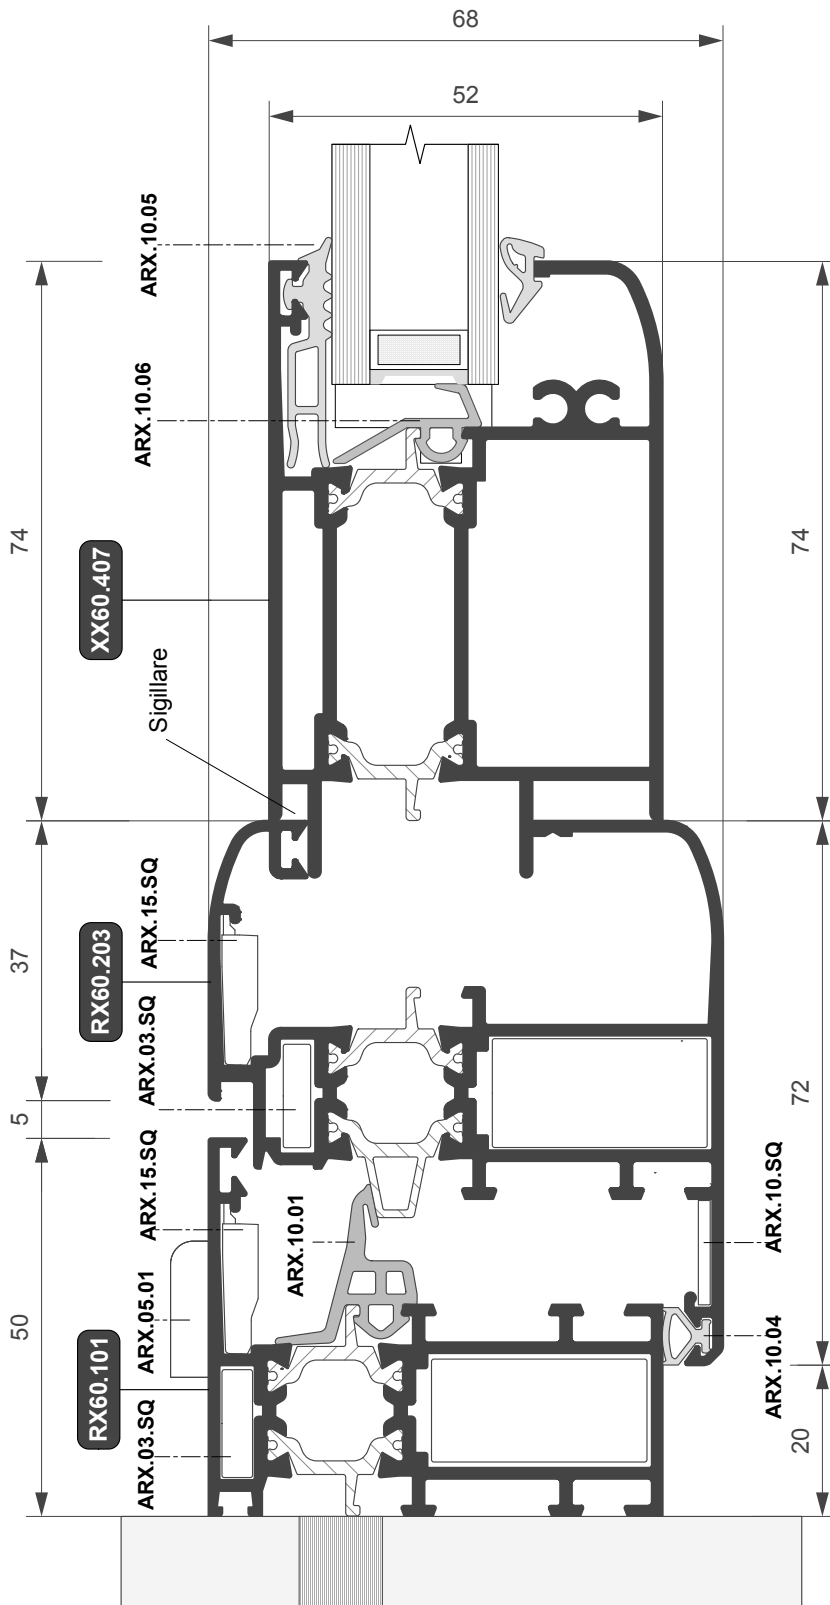 68
52
ARX.10.05
ARX.10.06
74
74
XX60.407
Sigillare
ARX.15.SQ
37
RX60.203
ARX.03.SQ
72
5
ARX.15.SQ
ARX.10.01
ARX.10.SQ
ARX.05.01
50
RX60.101
ARX.10.04
ARX.03.SQ
20